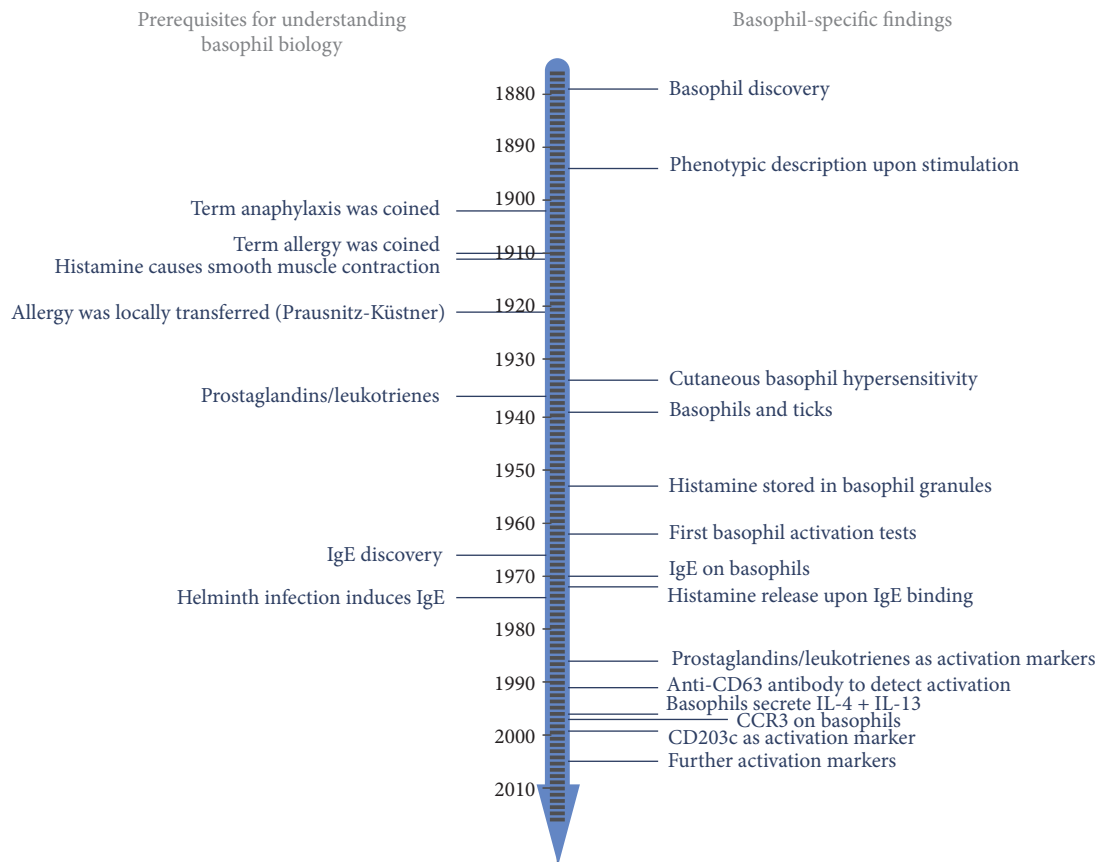 Prerequisites for understanding
basophil biology
Basophil-specific findings
1880
1890
1900
1910
1920
1930
1940
1950
1960
1970
1980
1990
2000
2010
Term anaphylaxis was coined
Term allergy was coined
Histamine causes smooth muscle contraction
Allergy was locally transferred (Prausnitz-Küstner)
Prostaglandins/leukotrienes
IgE discovery
Helminth infection induces IgE
Basophil discovery
Phenotypic description upon stimulation
Cutaneous basophil hypersensitivity
Basophils and ticks
Histamine stored in basophil granules
First basophil activation tests
IgE on basophils
Histamine release upon IgE binding
Prostaglandins/leukotrienes as activation markers
Anti-CD63 antibody to detect activation
Basophils secrete IL-4 + IL-13
CCR3 on basophils
CD203c as activation marker
Further activation markers